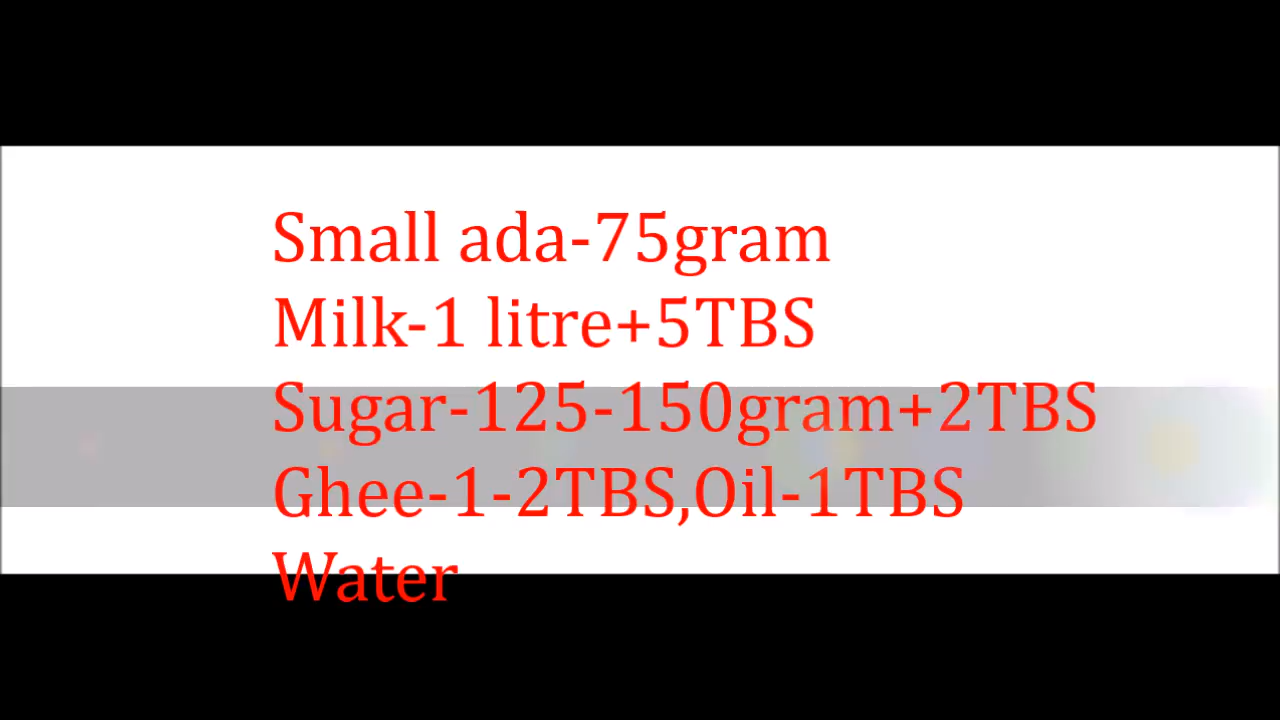 Small ada-75gram
Milk-1 litre+5TBS
Sugar-125-150gram+2TBS
Ghee-1-2TBS,Oil-1TBS
Water